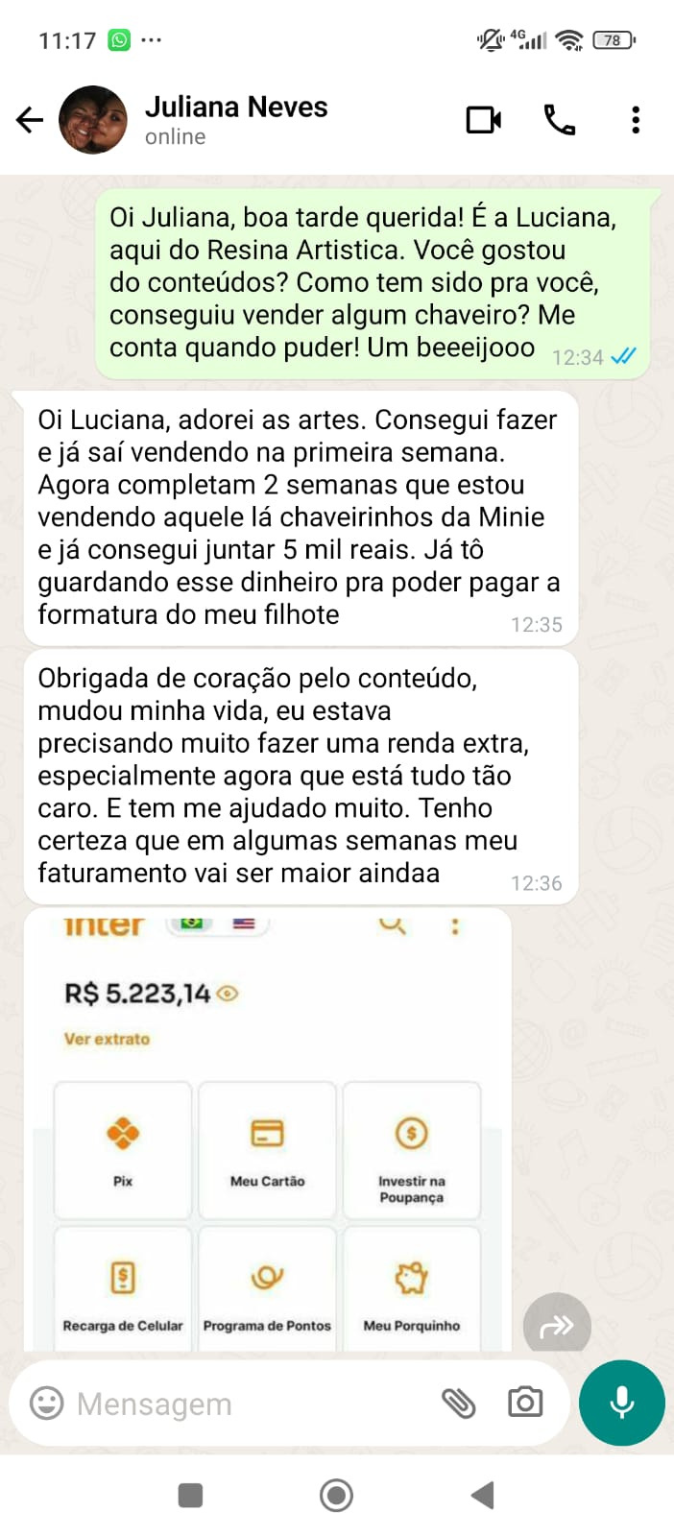 11:17
4G
78
Juliana Neves
online
Oi Juliana, boa tarde querida! É a Luciana,
aqui do Resina Artistica. Você gostou
do conteúdos? Como tem sido pra você,
conseguiu vender algum chaveiro? Me
conta quando puder! Um beeeijooo 12:34
Oi Luciana, adorei as artes. Consegui fazer
e já saí vendendo na primeira semana.
Agora completam 2 semanas que estou
vendendo aquele lá chaveirinhos da Minie
e já consegui juntar 5 mil reais. Já tô
guardando esse dinheiro pra poder pagar a
formatura do meu filhote 12:35
Obrigada de coração pelo conteúdo,
mudou minha vida, eu estava
precisando muito fazer uma renda extra,
especialmente agora que está tudo tão
caro. E tem me ajudado muito. Tenho
certeza que em algumas semanas meu
faturamento vai ser maior aindaa 12:36
inter
R$ 5.223,14
Ver extrato
Pix
Meu Cartão
Investir na
Poupança
Recarga de Celular
Programa de Pontos
Meu Porquinho
Mensagem